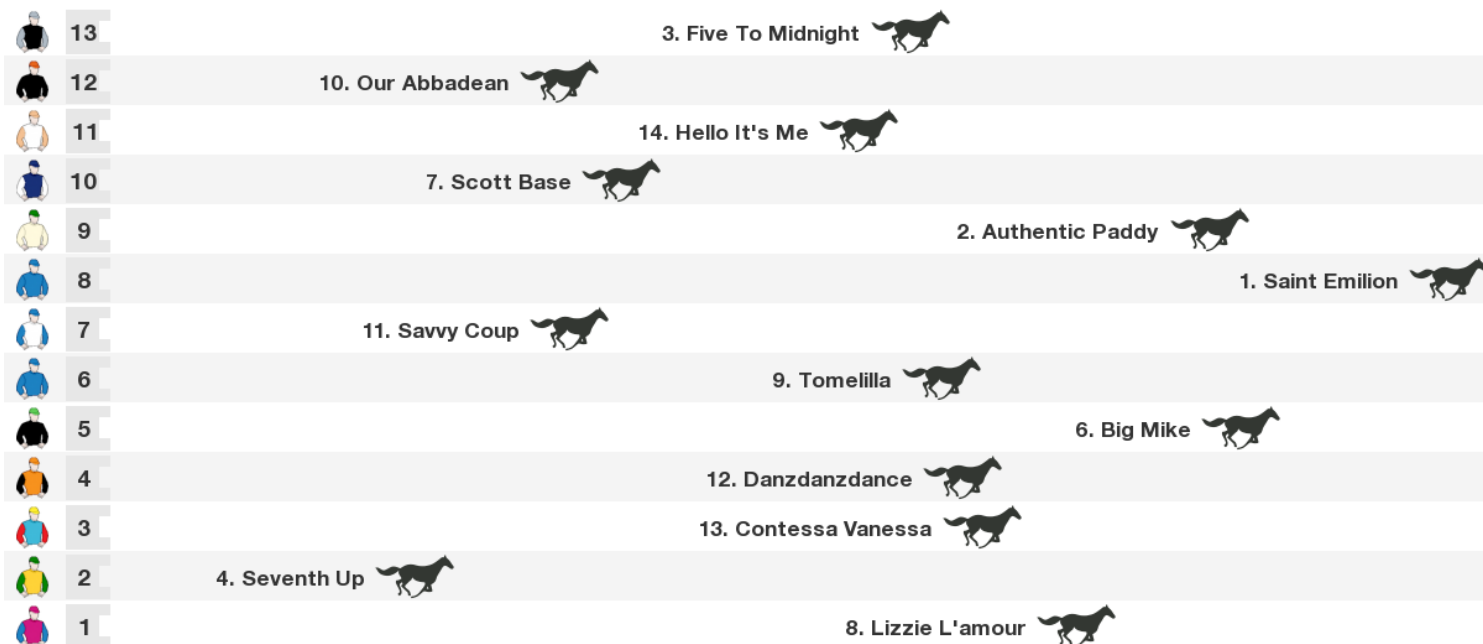 13 3. Five To Midnight
12 10. Our Abbadean
11 14. Hello It's Me
10 7. Scott Base
9 2. Authentic Paddy
8 1. Saint Emilion
7 11. Savvy Coup
6 9. Tomelilla
5 6. Big Mike
4 12. Danzdanzdance
3 13. Contessa Vanessa
2 4. Seventh Up
1 8. Lizzie L'amour